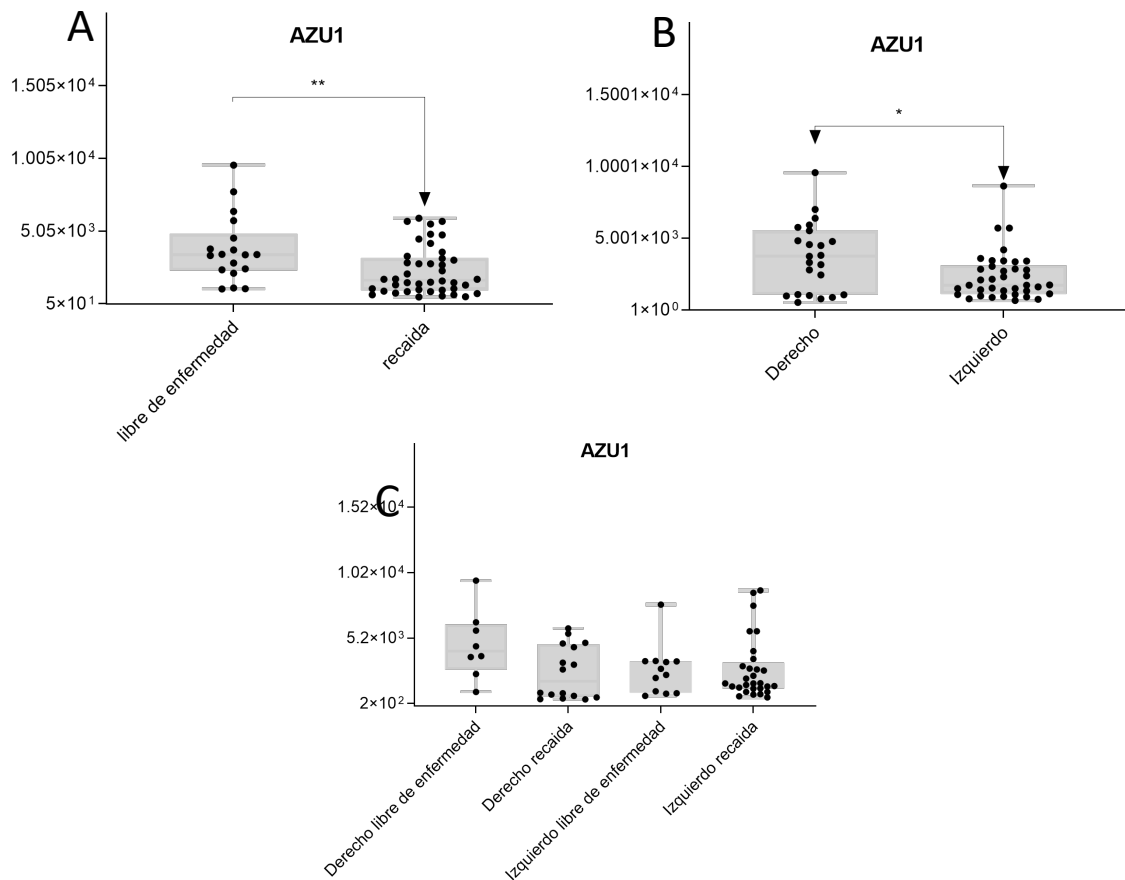 A
AZU1
1.505×10⁴
**
1.005×10⁴
5.05×10³
5×10¹
libre de enfermedad
recaida
B
AZU1
1.5001×10⁴
*
1.0001×10⁴
5.001×10³
1×10⁰
Derecho
Izquierdo
AZU1
C
1.52×10⁴
1.02×10⁴
5.2×10³
2×10²
Derecho libre de enfermedad
Derecho recaida
Izquierdo libre de enfermedad
Izquierdo recaida